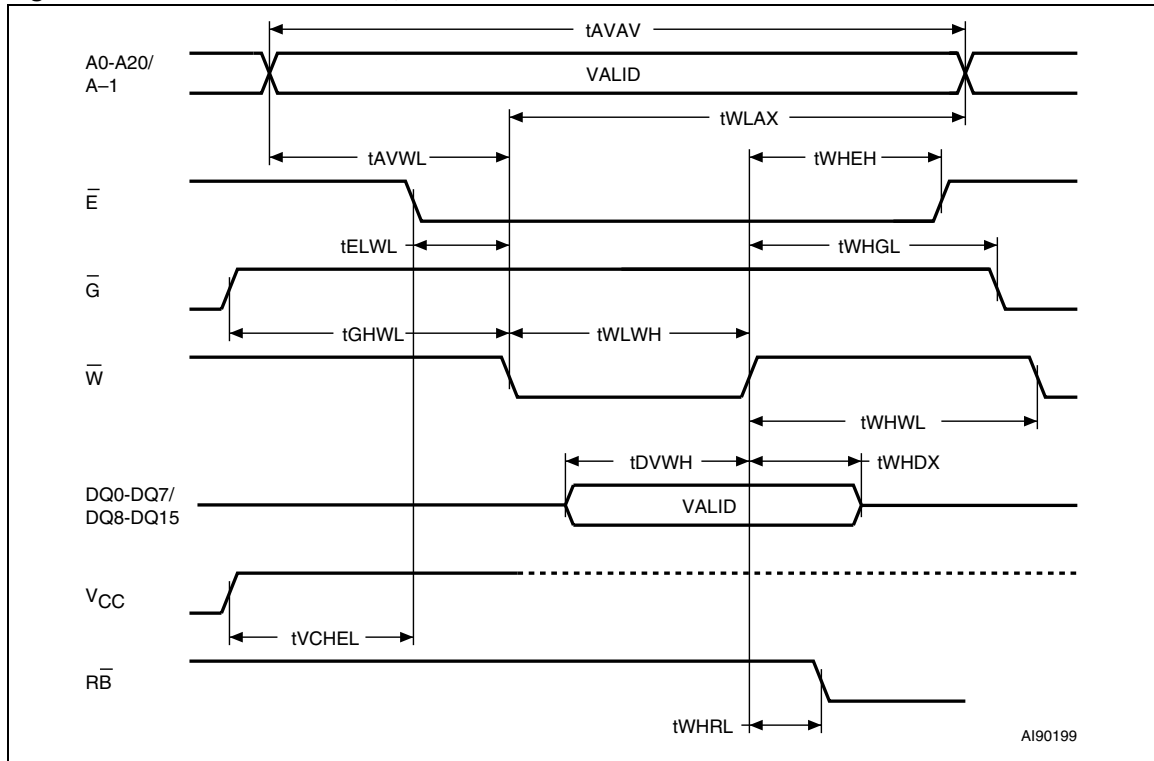 tAVAV
A0-A20/
A–1
VALID
tWLAX
tAVWL
tWHEH
E̅
tELWL
tWHGL
G̅
tGHWL
tWLWH
W̅
tWHWL
tDVWH
tWHDX
DQ0-DQ7/
DQ8-DQ15
VALID
VCC
tVCHEL
RB̅
tWHRL
AI90199